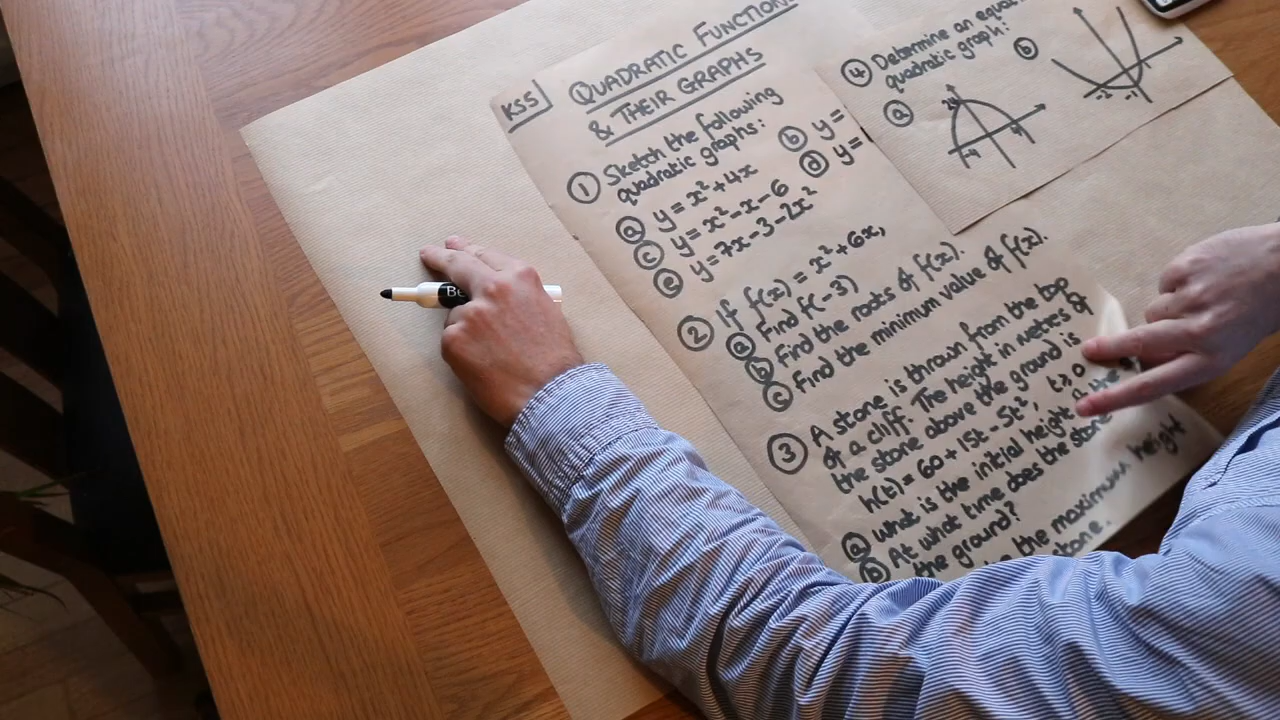 KS5
QUADRATIC FUNCTIONS
& THEIR GRAPHS
① Sketch the following
quadratic graphs:
ⓐ y = x² + 4x
ⓑ y =
ⓒ y = x² - x - 6
ⓓ y =
ⓔ y = 7x - 3 - 2x²
② If f(x) = x² + 6x,
ⓐ Find f(-3)
ⓑ Find the roots of f(x).
ⓒ Find the minimum value of f(x).
③ A stone is thrown from the top
of a cliff. The height in metres of
the stone above the ground is
h(t) = 60 + 15t - 5t², t ≥ 0
ⓐ What is the initial height
ⓑ At what time does the stone
the ground?
the maximum height
stone.
④ Determine an
quadratic graph:
ⓐ
ⓑ
-4
-2 -1
Be